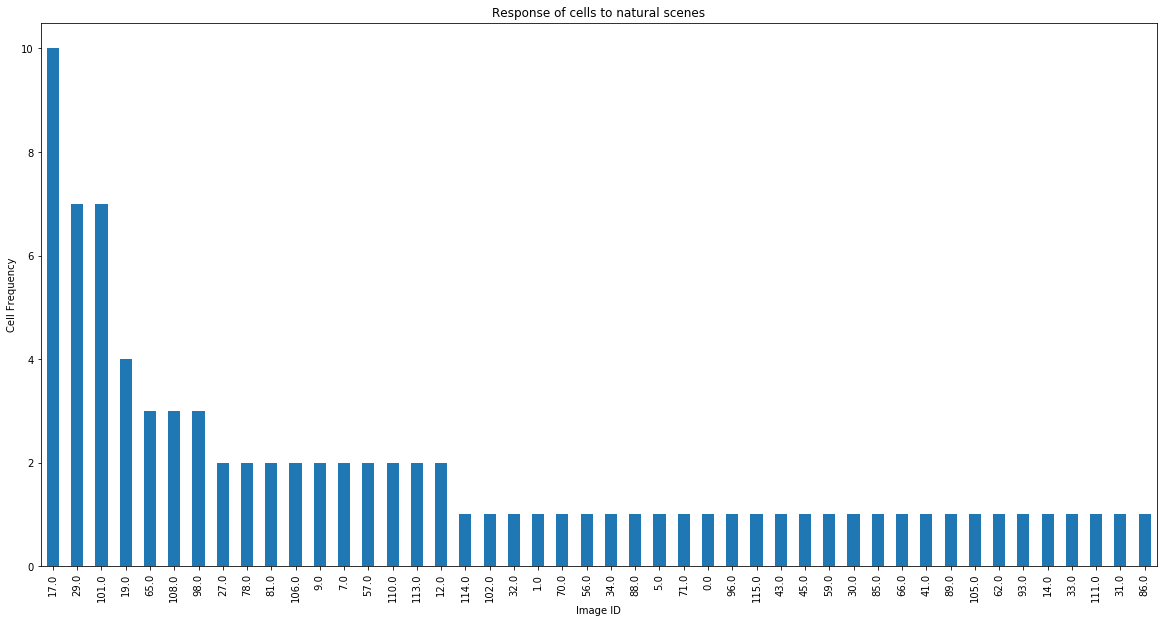 Response of cells to natural scenes
10
8
6
4
2
0
Cell Frequency
17.0 29.0 101.0 19.0 65.0 108.0 98.0 27.0 78.0 81.0 106.0 9.0 7.0 57.0 110.0 113.0 12.0 114.0 102.0 32.0 1.0 70.0 56.0 34.0 88.0 5.0 71.0 0.0 96.0 115.0 43.0 45.0 59.0 30.0 85.0 66.0 41.0 89.0 105.0 62.0 93.0 14.0 33.0 111.0 31.0 86.0
Image ID